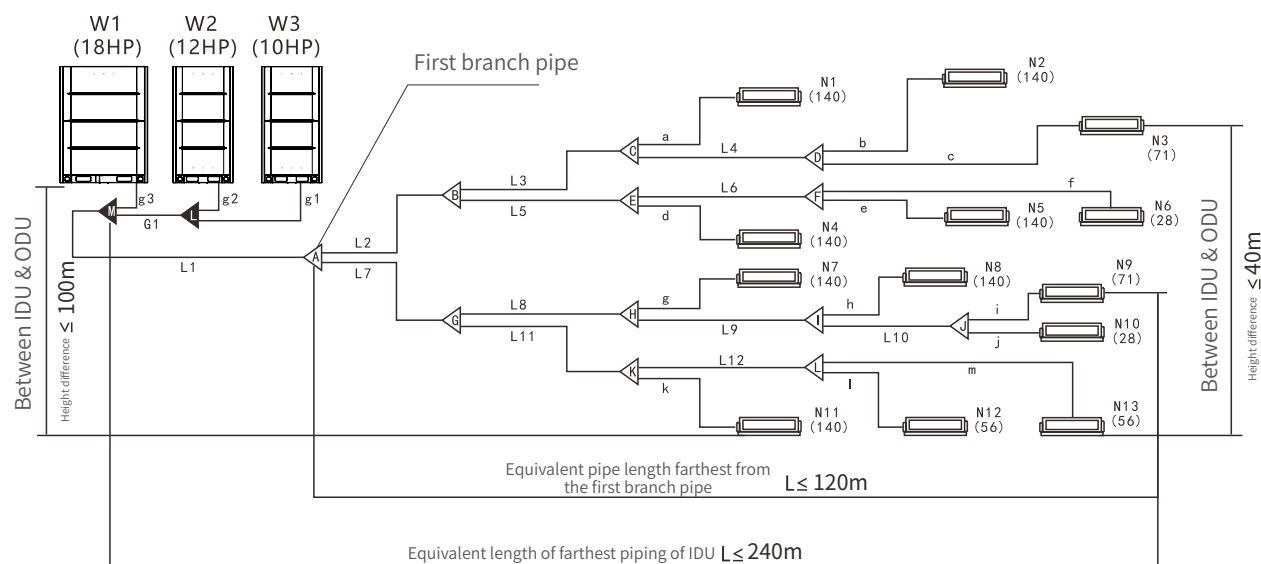 W1
(18HP)
W2
(12HP)
W3
(10HP)
First branch pipe
N1
(140)
N2
(140)
N3
(71)
a
b
c
C
L4
D
g3
g2
g1
M
L
G1
L3
B
L5
E
L6
F
f
e
d
N5
(140)
N6
(28)
N4
(140)
L2
A
L1
L7
N7
(140)
N8
(140)
N9
(71)
g
h
i
L8
G
L11
H
L9
I
L10
J
j
N10
(28)
K
L12
L
m
k
l
N11
(140)
N12
(56)
N13
(56)
Between IDU & ODU
Height difference ≤ 100m
Between IDU & ODU
Height difference ≤40m
Equivalent pipe length farthest from
the first branch pipe L≤ 120m
Equivalent length of farthest piping of IDU L≤ 240m